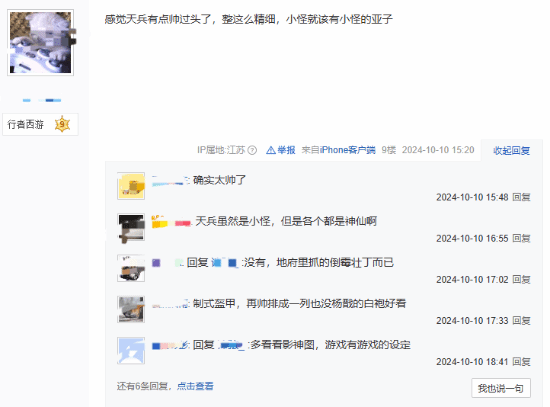 感觉天兵有点帅过头了，整这么精细，小怪就该有小怪的亚子
行者西游 9
IP属地:江苏 举报 来自iPhone客户端 9楼 2024-10-10 15:20 收起回复
: 确实太帅了
2024-10-10 15:48 回复
天兵虽然是小怪，但是各个都是神仙啊
2024-10-10 16:55 回复
回复 :没有，地府里抓的倒霉壮丁而已
2024-10-10 17:02 回复
: 制式盔甲，再帅排成一列也没杨戬的白袍好看
2024-10-10 17:33 回复
: 回复 :多看看影神图，游戏有游戏的设定
2024-10-10 18:41 回复
还有6条回复，点击查看
我也说一句